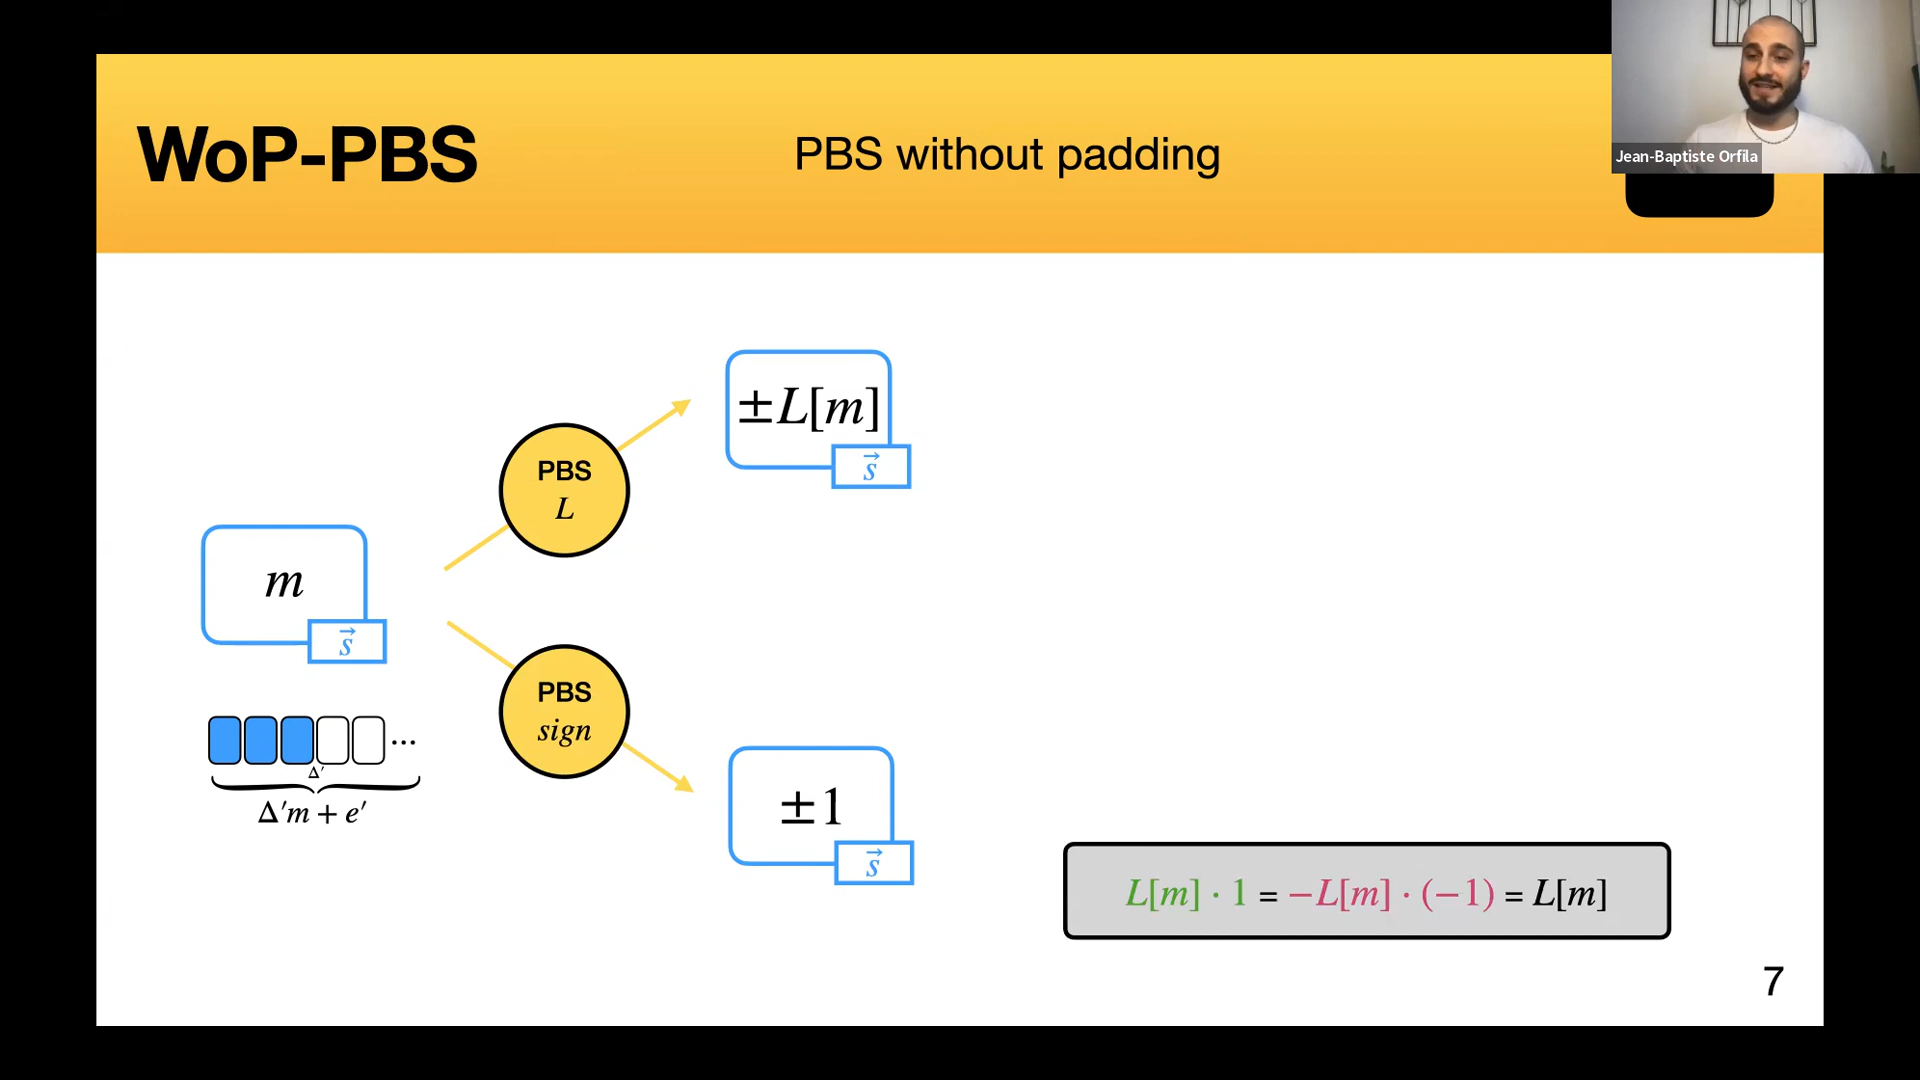 WoP-PBS
PBS without padding
Jean-Baptiste Orfila
±L[m]
s⃗
PBS
L
m
s⃗
PBS
sign
...
Δ′
Δ′m + e′
±1
s⃗
L[m] · 1 = −L[m] · (−1) = L[m]
7